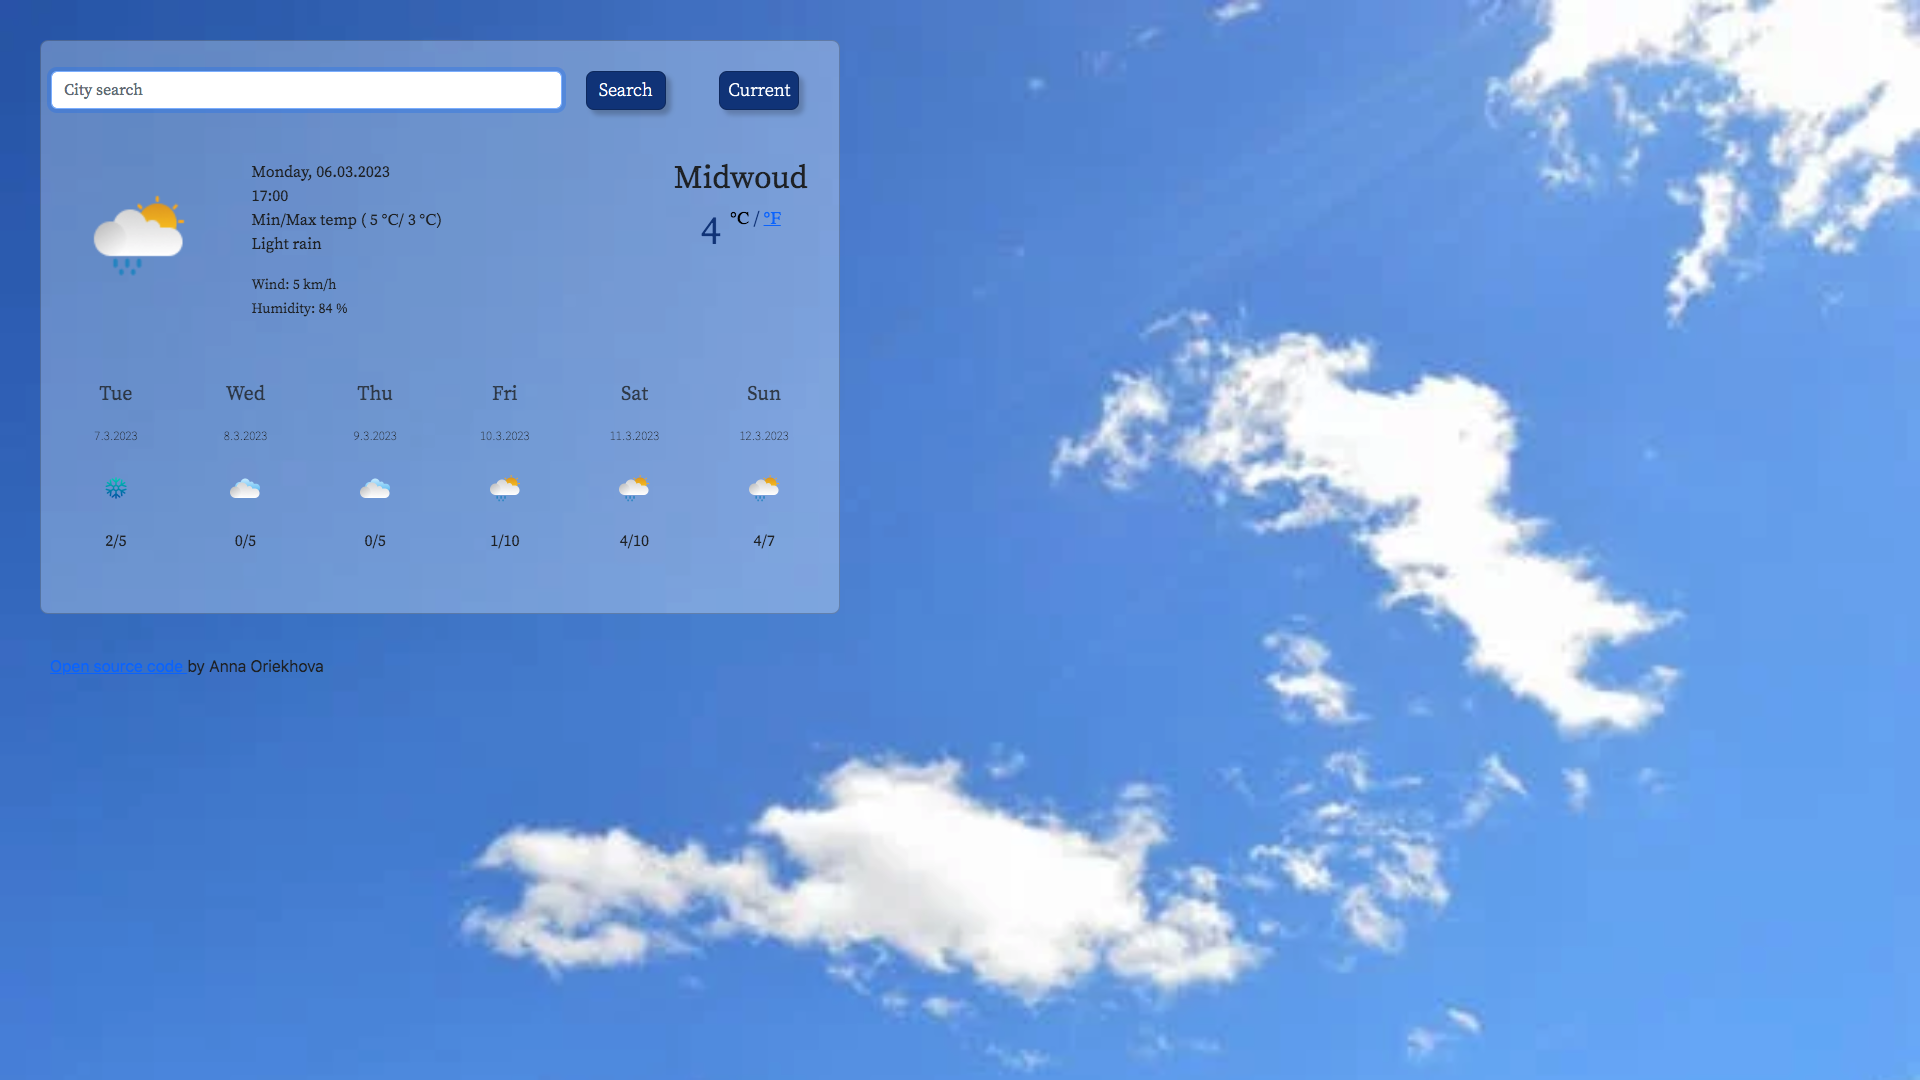 City search
Search
Current
Monday, 06.03.2023
17:00
Min/Max temp ( 5 °C/ 3 °C)
Light rain
Wind: 5 km/h
Humidity: 84 %
Midwoud
4 °C / °F
Tue Wed Thu Fri Sat Sun
7.3.2023 8.3.2023 9.3.2023 10.3.2023 11.3.2023 12.3.2023
2/5 0/5 0/5 1/10 4/10 4/7
Open source code by Anna Oriekhova